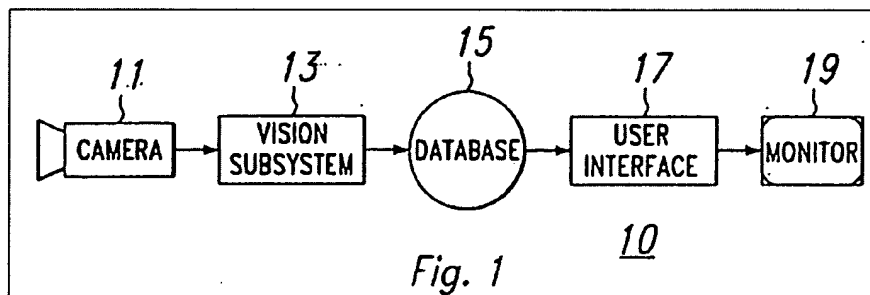 11
13
15
17
19
CAMERA
VISION
SUBSYSTEM
DATABASE
USER
INTERFACE
MONITOR
10
Fig. 1